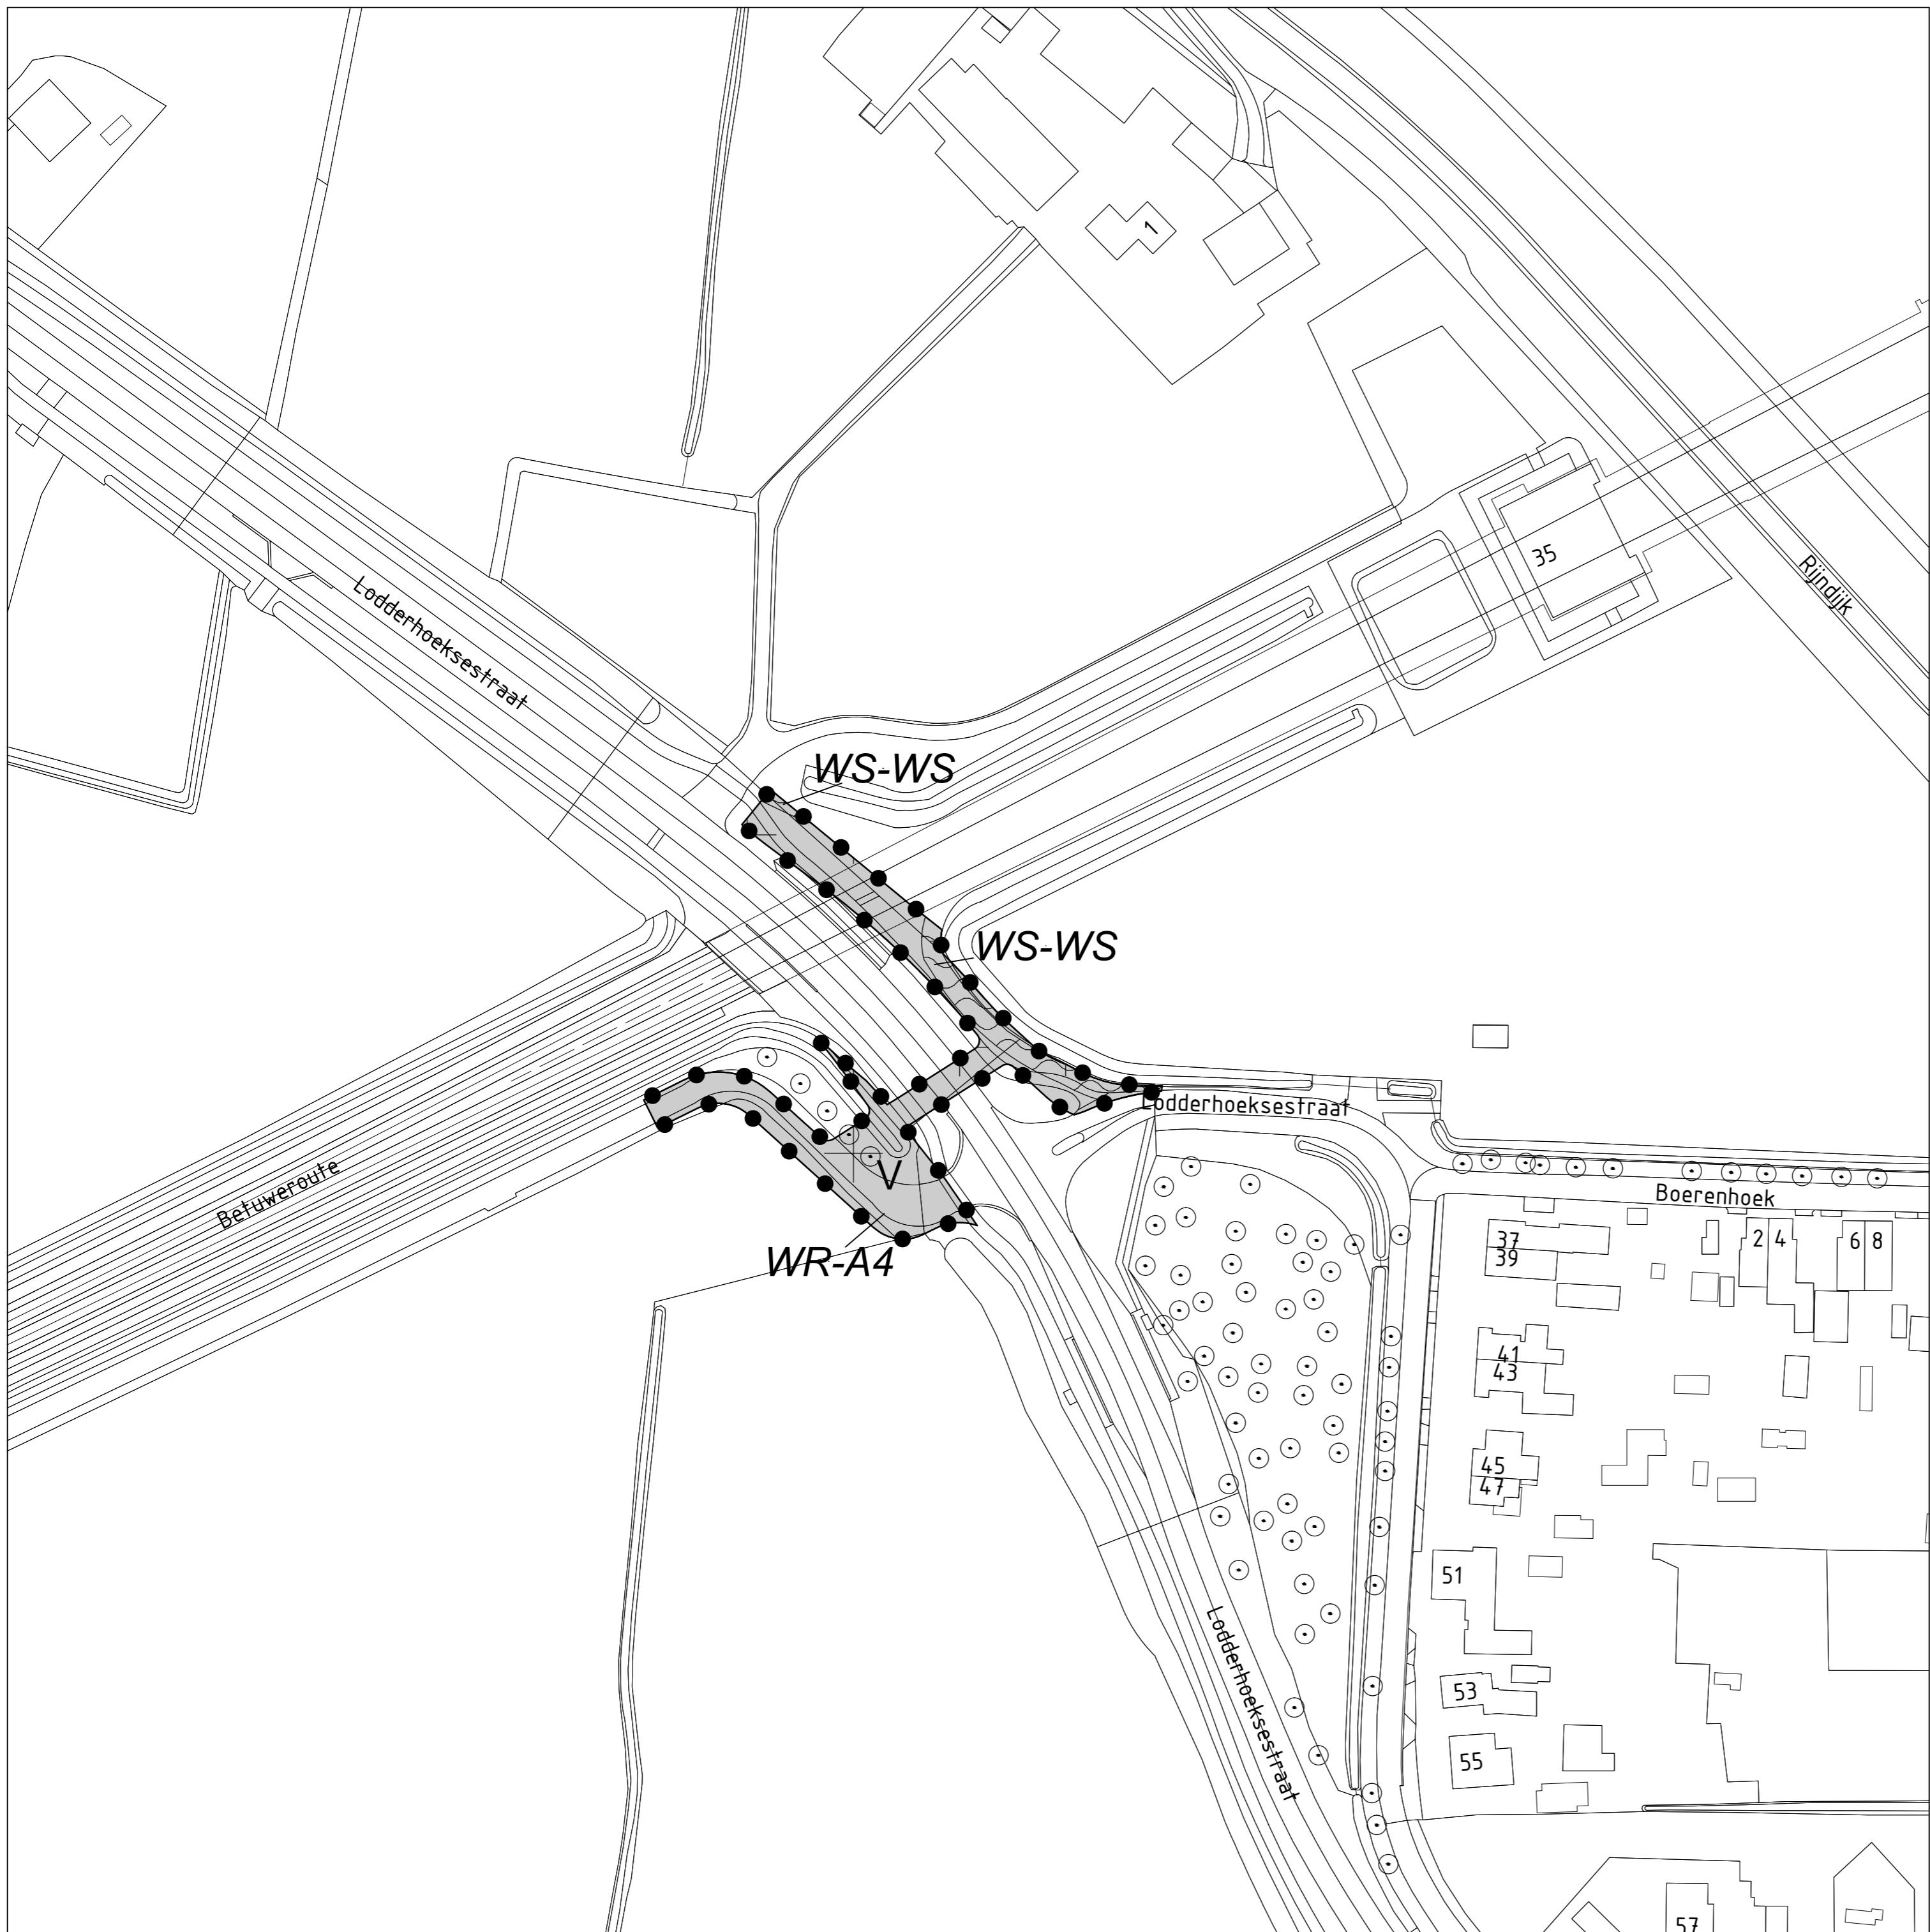 1
35
Rijndijk
Lodderhoeksestraat
WS-WS
WS-WS
Lodderhoeksestraat
Betuweroute
V
WR-A4
Boerenhoek
37
39
2 4 6 8
41
43
45
47
51
53
55
Lodderhoeksestraat
57